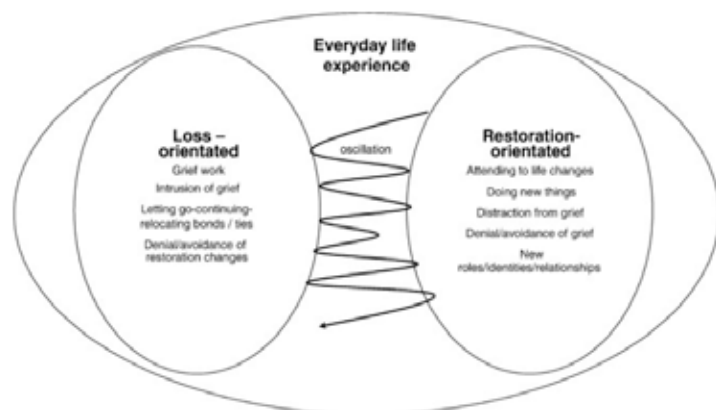 Everyday life
experience
Loss –
orientated
Grief work
Intrusion of grief
Letting go-continuing-
relocating bonds / ties
Denial/avoidance of
restoration changes
oscillation
Restoration-
orientated
Attending to life changes
Doing new things
Distraction from grief
Denial/avoidance of grief
New
roles/identities/relationships